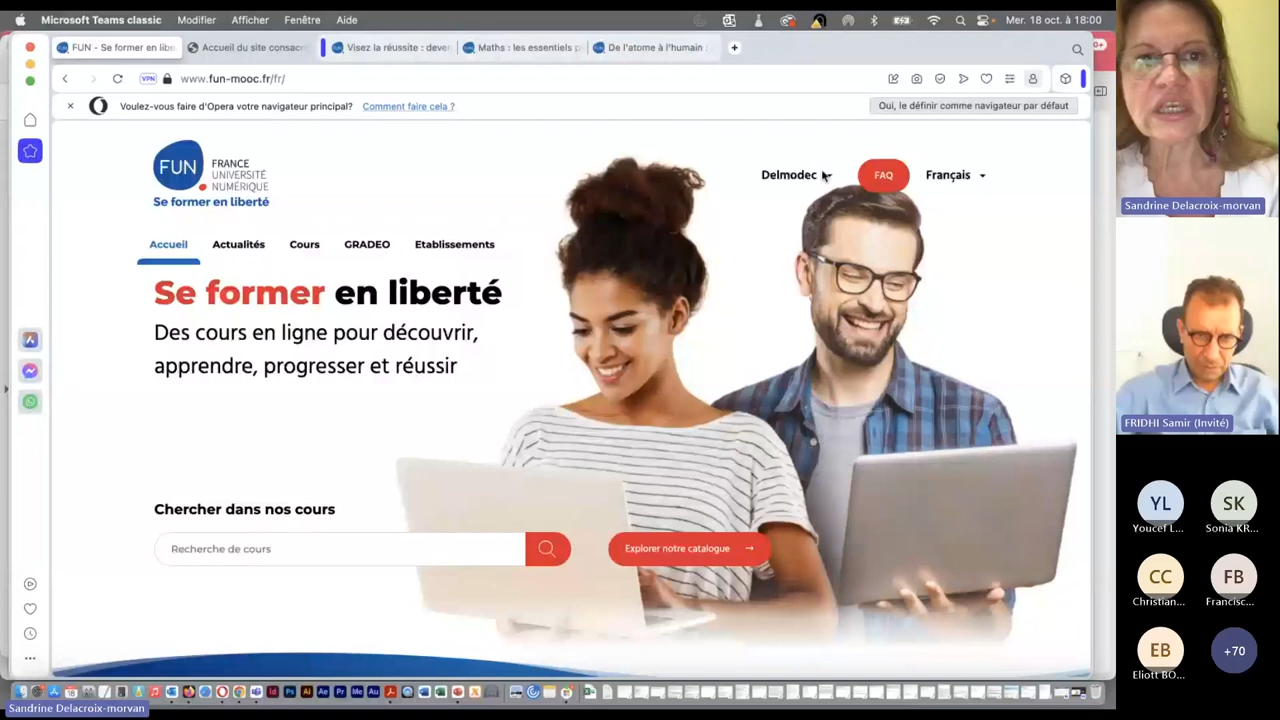 Microsoft Teams classic Modifier Afficher Fenêtre Aide Mer. 18 oct. à 18:00
FUN - Se former en libe Accueil du site consacr Visez la réussite : deve Maths : les essentiels p De l'atome à l'humain :
VPN www.fun-mooc.fr/fr/
Voulez-vous faire d'Opera votre navigateur principal? Comment faire cela ? Oui, le définir comme navigateur par défaut
FUN FRANCE
UNIVERSITÉ
NUMÉRIQUE
Se former en liberté
Delmodec FAQ Français
Accueil Actualités Cours GRADEO Etablissements
Se former en liberté
Des cours en ligne pour découvrir,
apprendre, progresser et réussir
Chercher dans nos cours
Recherche de cours
Explorer notre catalogue →
Sandrine Delacroix-morvan
FRIDHI Samir (Invité)
YL SK
Youcef L... Sonia KR...
CC FB
Christian... Francisc...
EB +70
Eliott BO...
Sandrine Delacroix-morvan